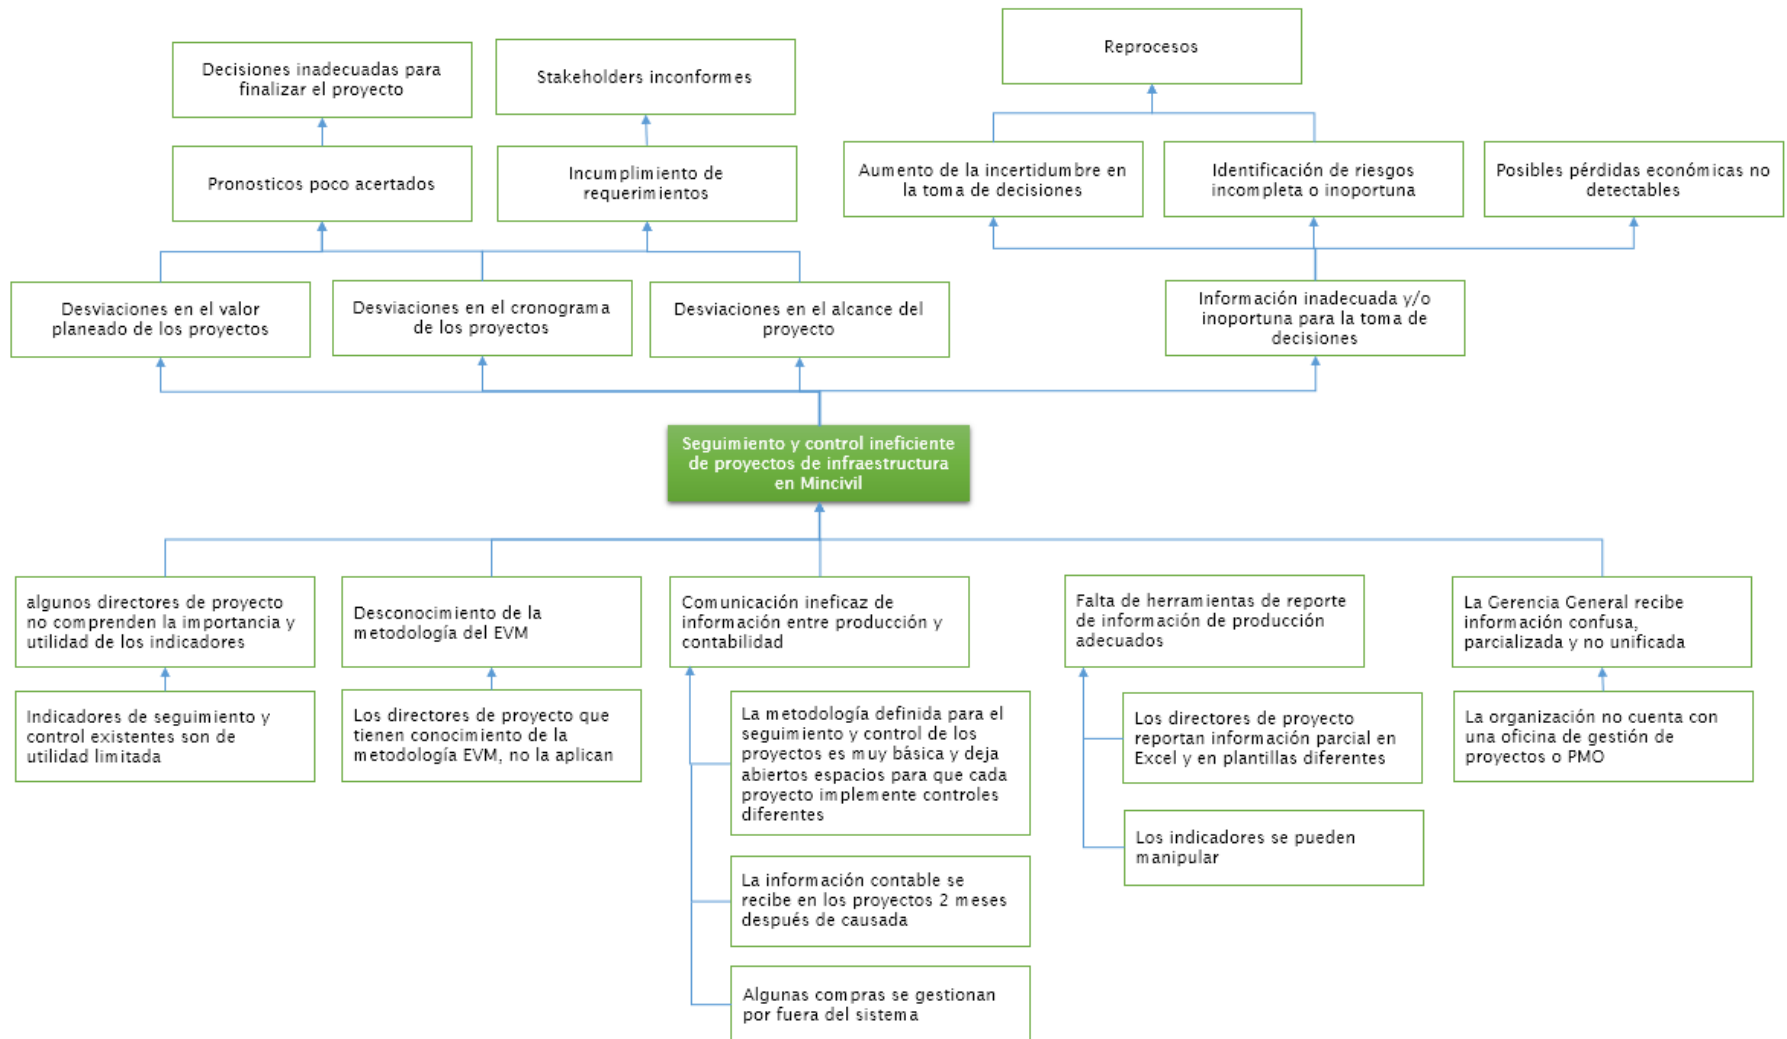 Reprocesos
Decisiones inadecuadas para
finalizar el proyecto
Stakeholders inconformes
Pronosticos poco acertados
Incumplimiento de
requerimientos
Aumento de la incertidumbre en
la toma de decisiones
Identificación de riesgos
incompleta o inoportuna
Posibles pérdidas económicas no
detectables
Desviaciones en el valor
planeado de los proyectos
Desviaciones en el cronograma
de los proyectos
Desviaciones en el alcance del
proyecto
Información inadecuada y/o
inoportuna para la toma de
decisiones
Seguimiento y control ineficiente
de proyectos de infraestructura
en Mincivil
algunos directores de proyecto
no comprenden la importancia y
utilidad de los indicadores
Desconocimiento de la
metodología del EVM
Comunicación ineficaz de
información entre producción y
contabilidad
Falta de herramientas de reporte
de información de producción
adecuados
La Gerencia General recibe
información confusa,
parcializada y no unificada
Indicadores de seguimiento y
control existentes son de
utilidad limitada
Los directores de proyecto que
tienen conocimiento de la
metodología EVM, no la aplican
La metodología definida para el
seguimiento y control de los
proyectos es muy básica y deja
abiertos espacios para que cada
proyecto implemente controles
diferentes
Los directores de proyecto
reportan información parcial en
Excel y en plantillas diferentes
La organización no cuenta con
una oficina de gestión de
proyectos o PMO
Los indicadores se pueden
manipular
La información contable se
recibe en los proyectos 2 meses
después de causada
Algunas compras se gestionan
por fuera del sistema